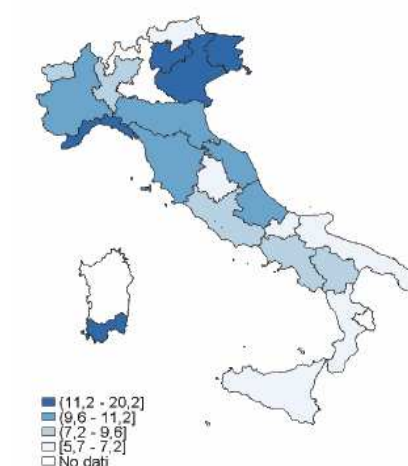 (11,2 - 20,2]
(9,6 - 11,2]
(7,2 - 9,6]
[5,7 - 7,2]
No dati